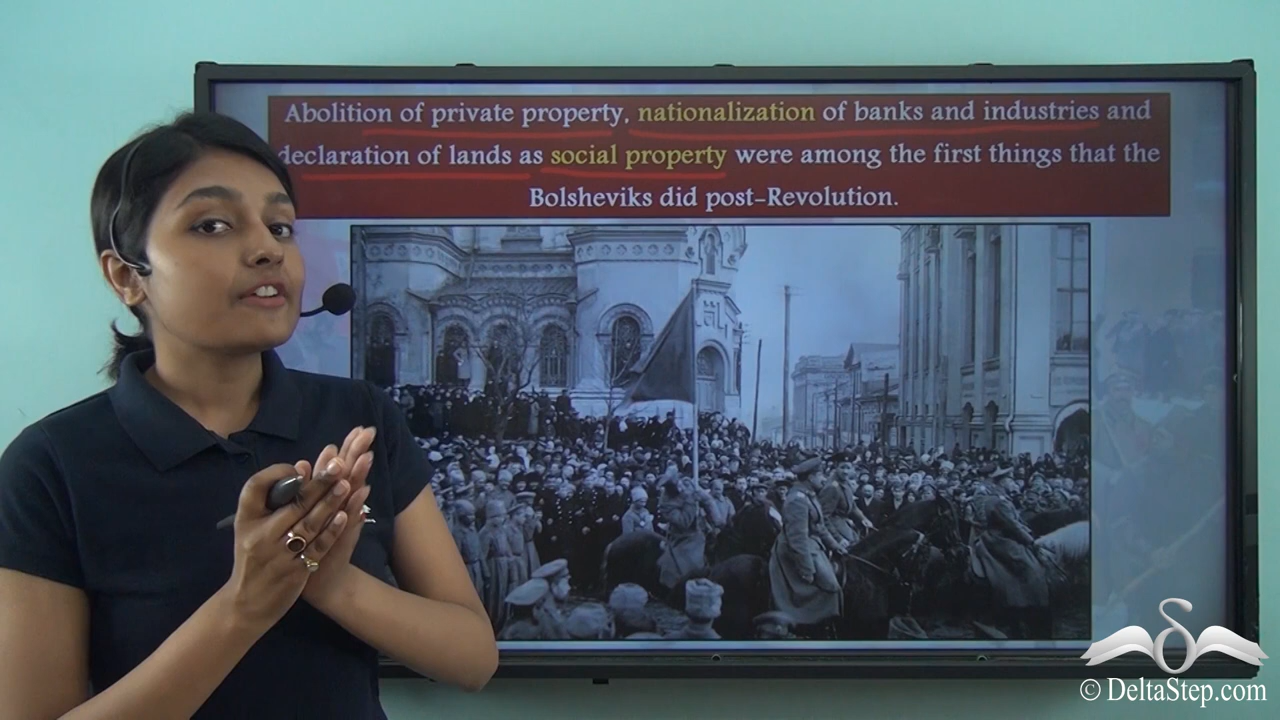 Abolition of private property, nationalization of banks and industries and
declaration of lands as social property were among the first things that the
Bolsheviks did post-Revolution.
© DeltaStep.com